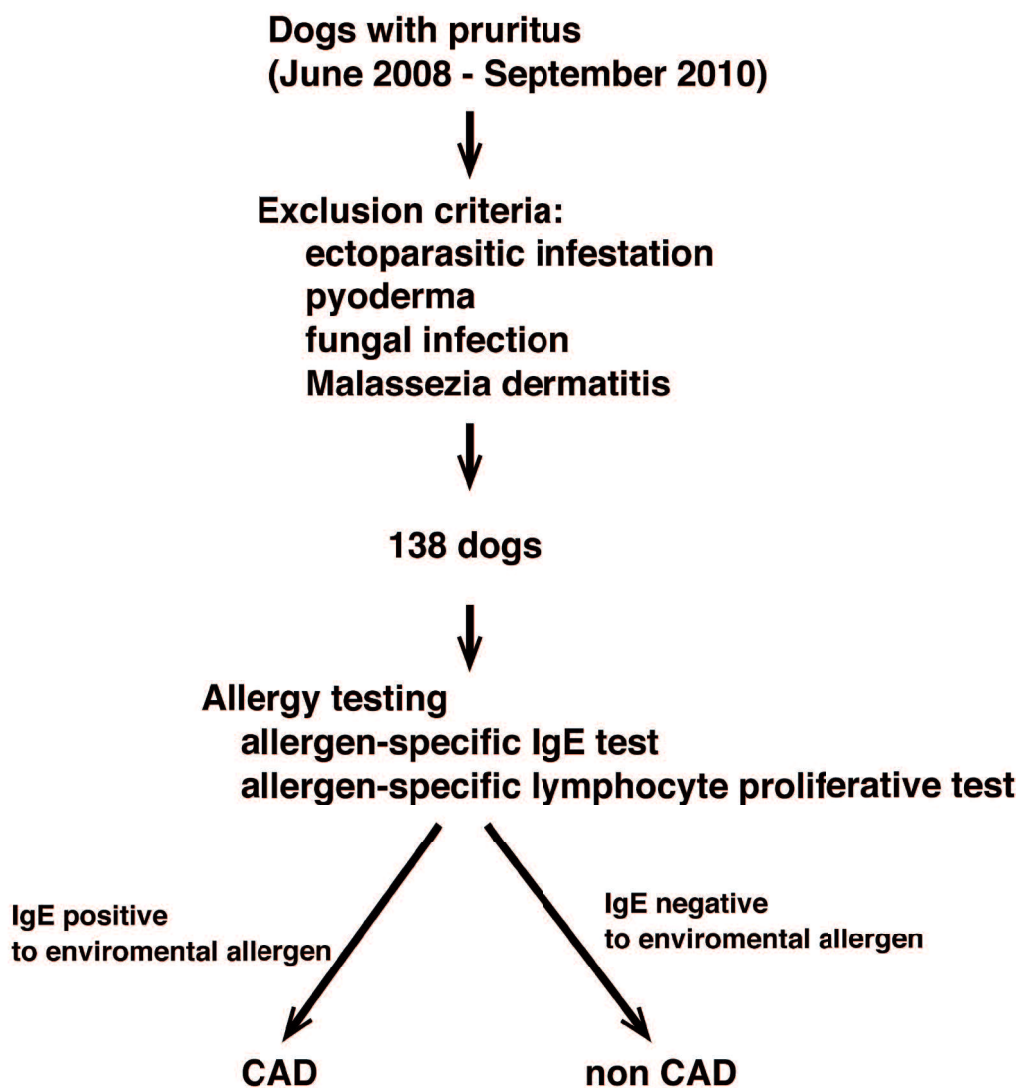 Dogs with pruritus
(June 2008 - September 2010)
Exclusion criteria:
ectoparasitic infestation
pyoderma
fungal infection
Malassezia dermatitis
138 dogs
Allergy testing
allergen-specific IgE test
allergen-specific lymphocyte proliferative test
IgE positive
to enviromental allergen
IgE negative
to enviromental allergen
CAD
non CAD